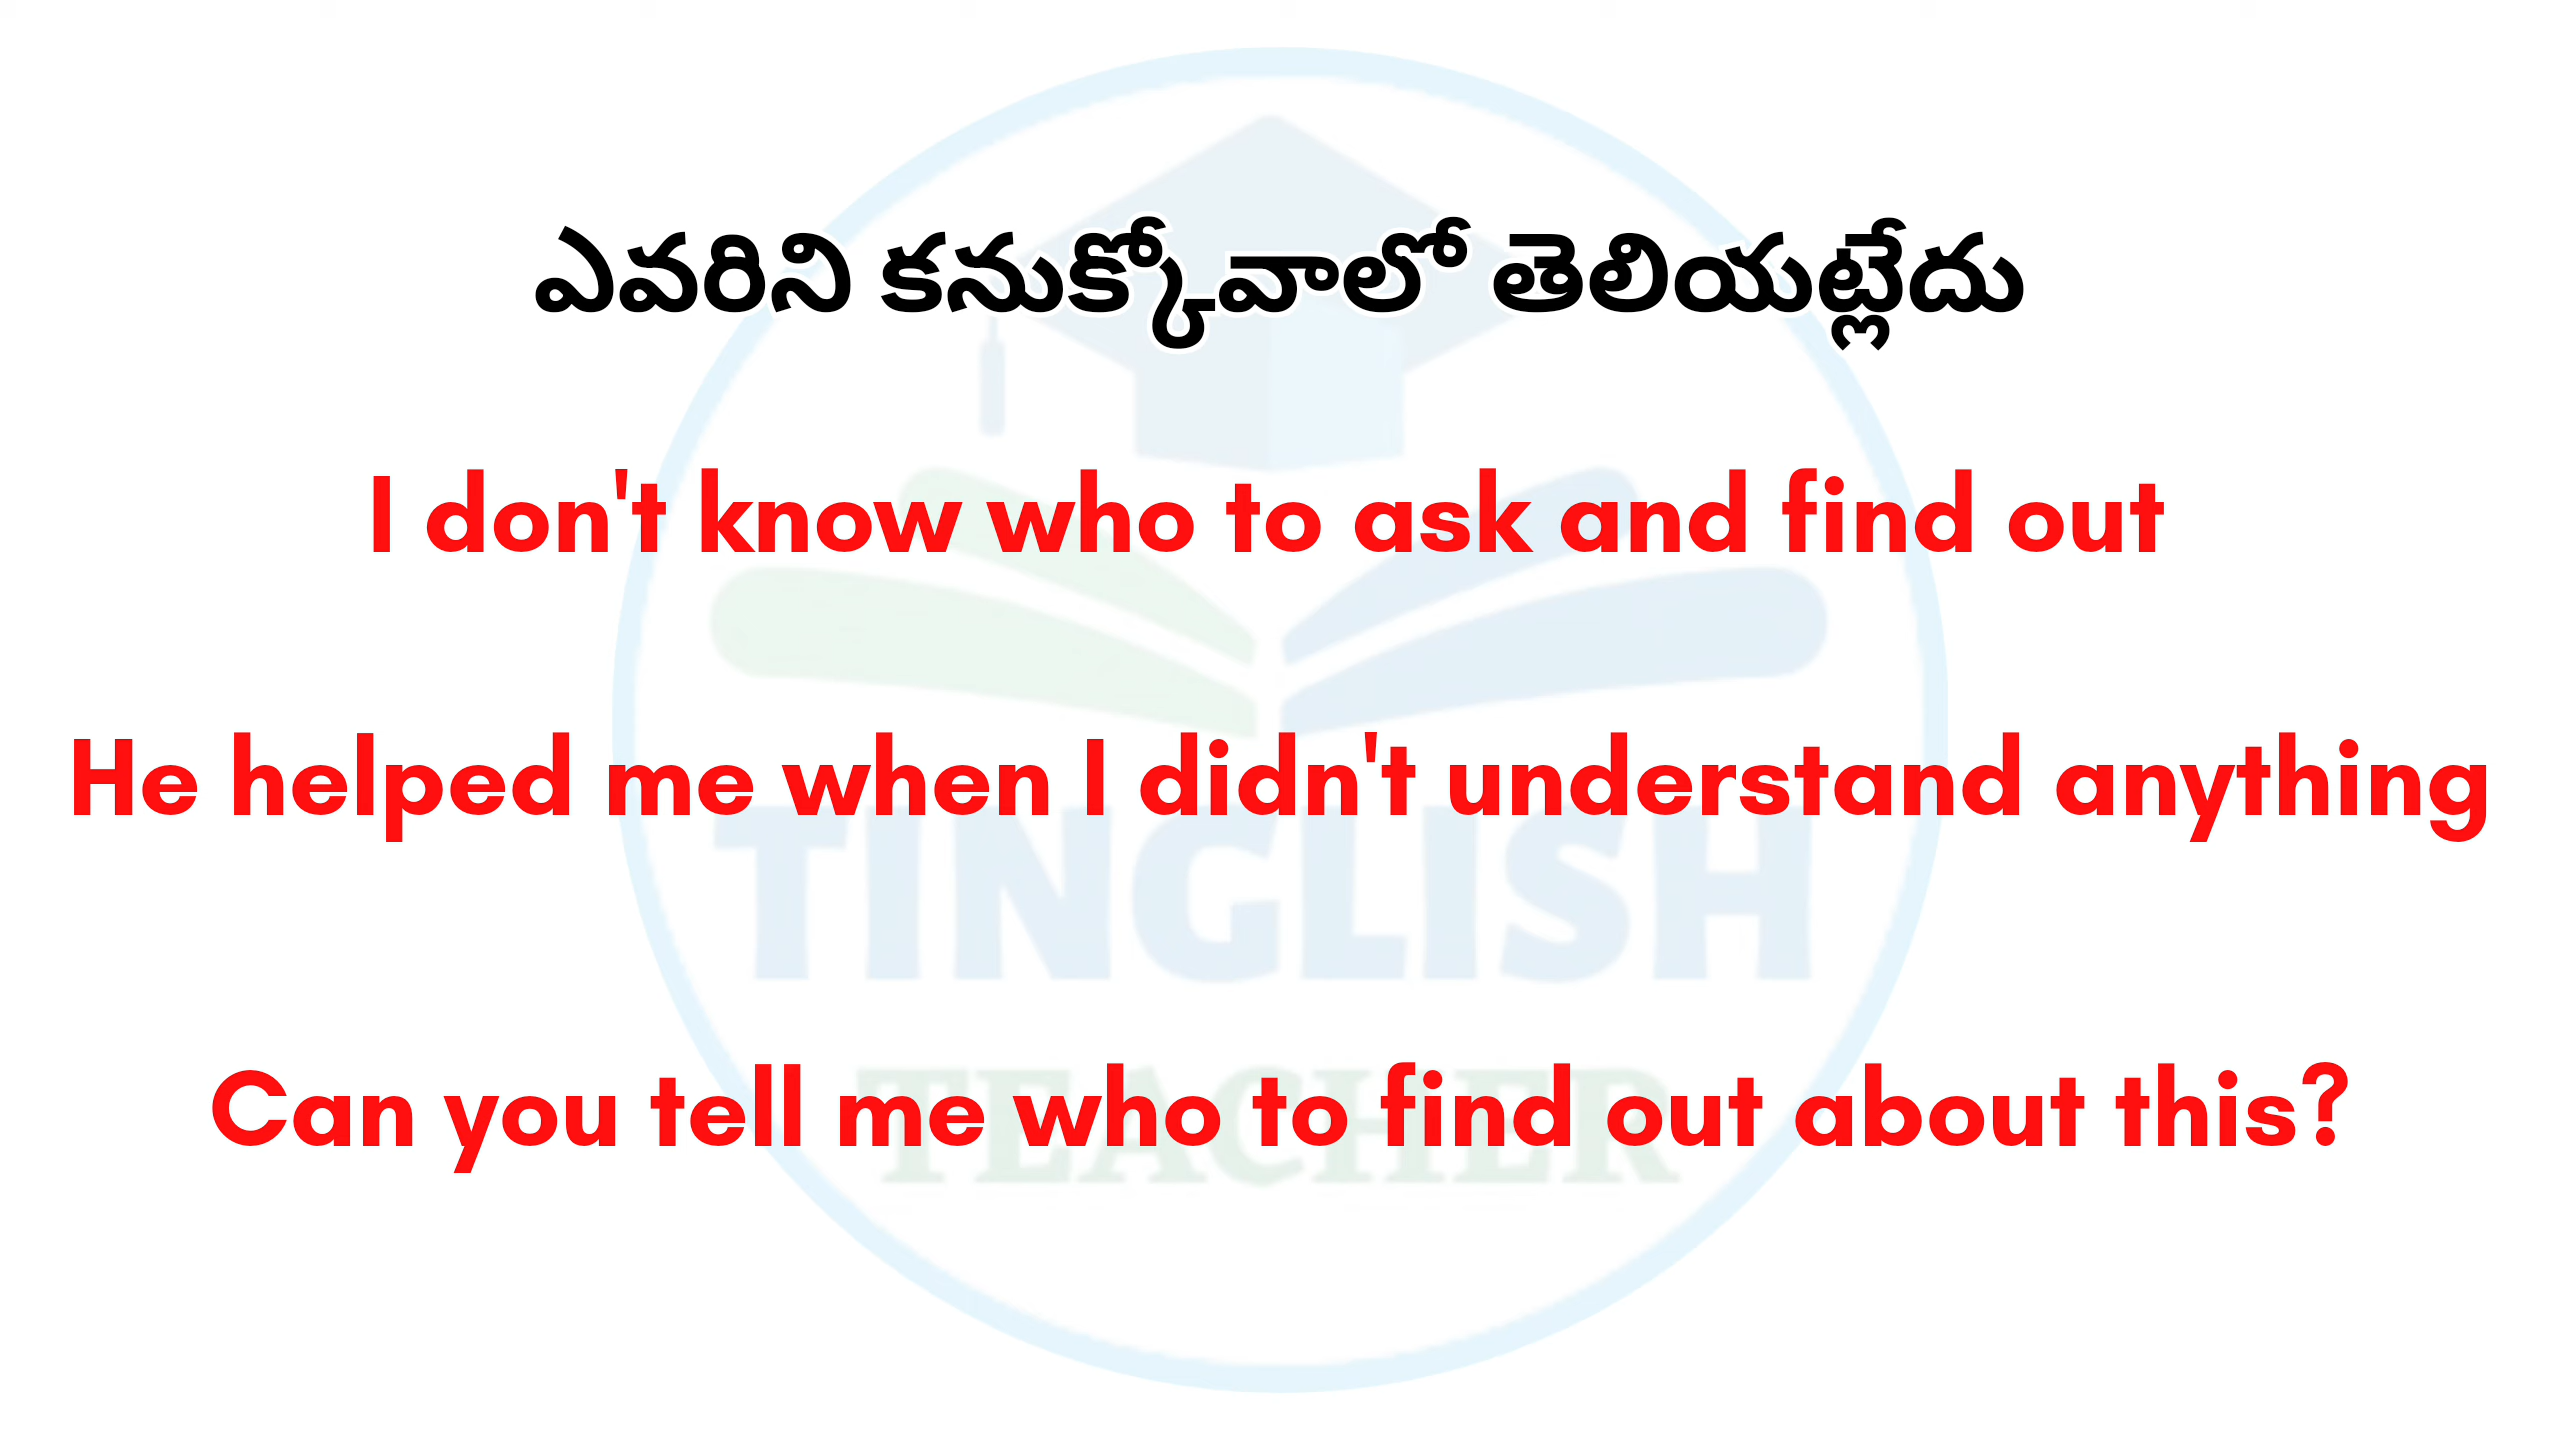 ఎవరిని కనుక్కోవాలో తెలియట్లేదు
I don't know who to ask and find out
He helped me when I didn't understand anything
TINGLISH
Can you tell me who to find out about this?
TEACHER